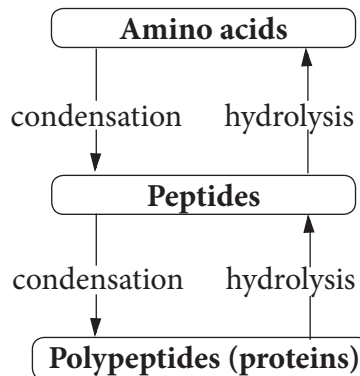 Amino acids
condensation hydrolysis
Peptides
condensation hydrolysis
Polypeptides (proteins)